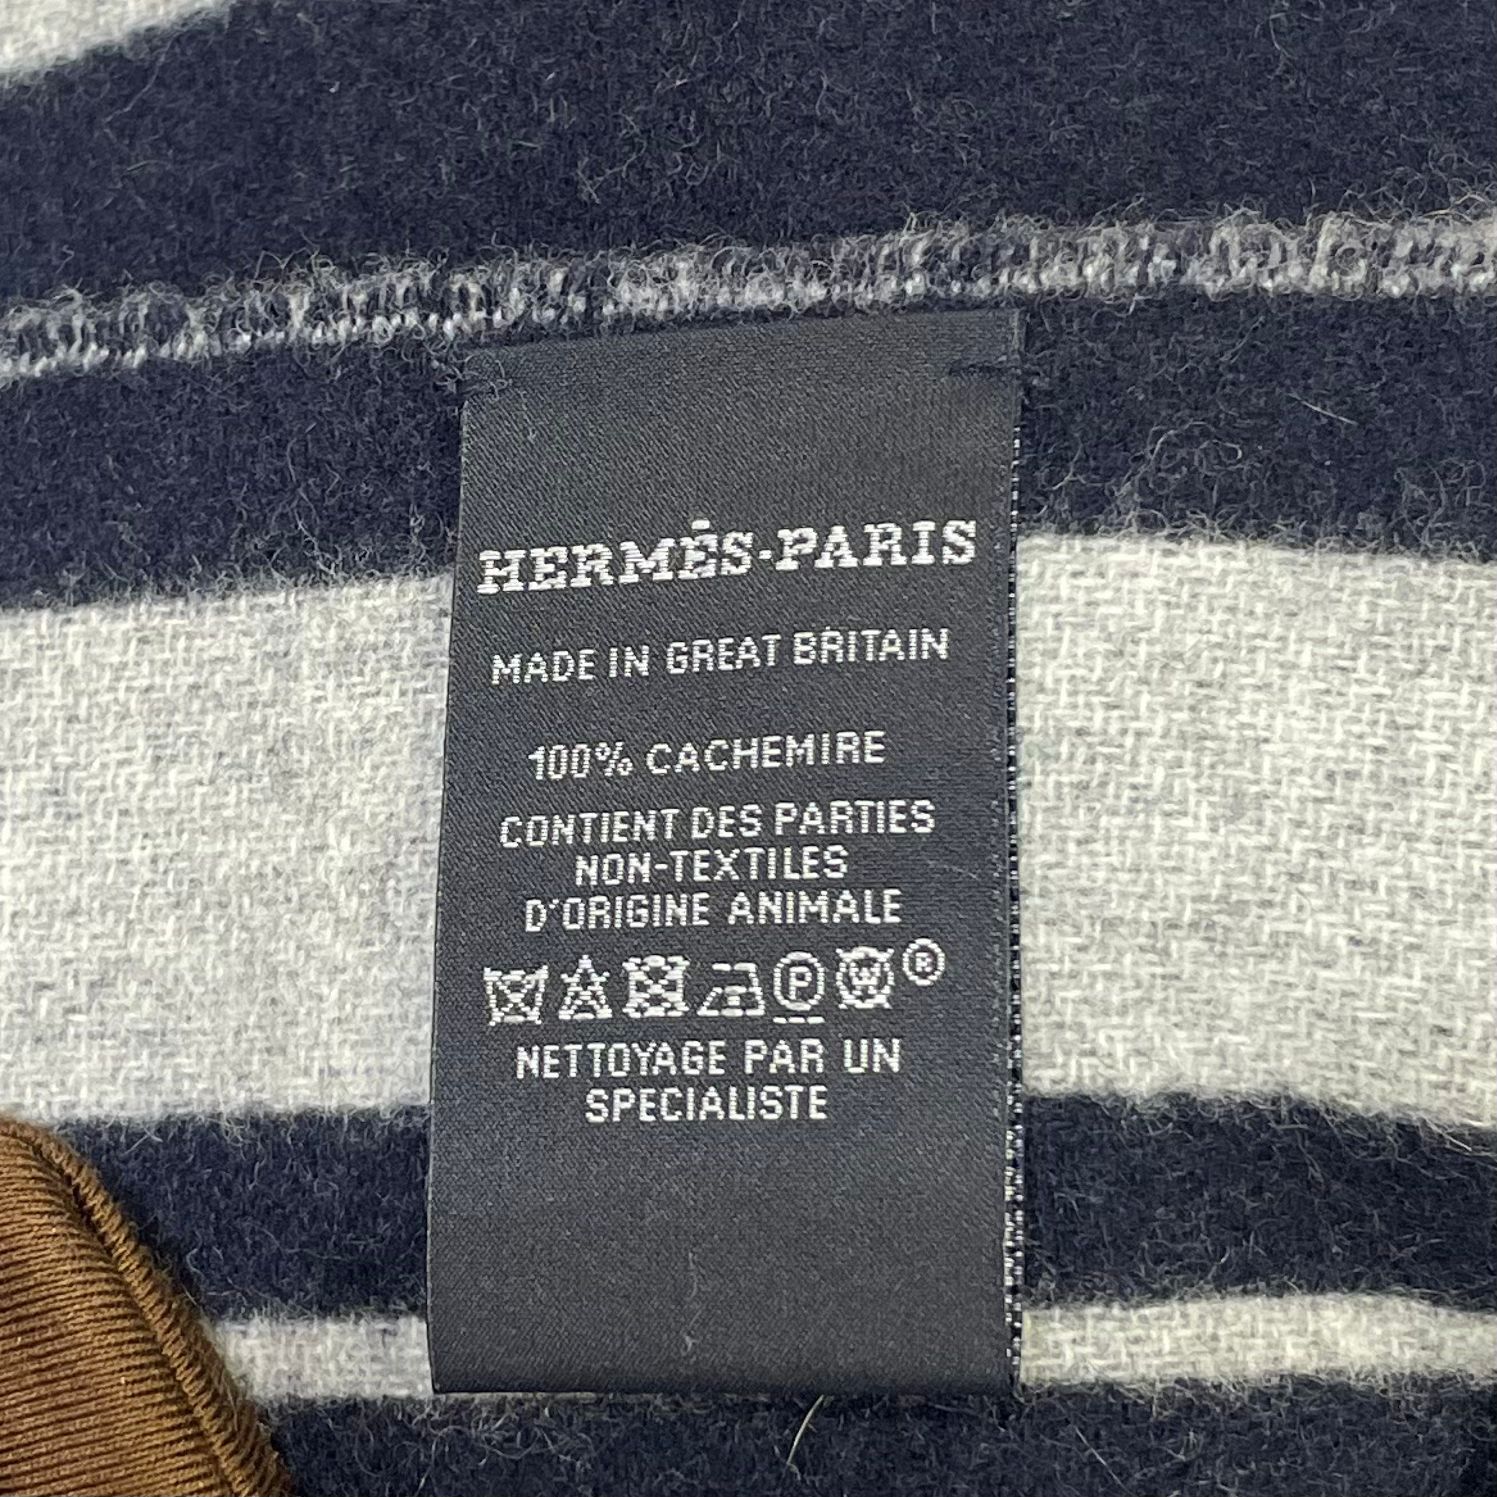 HERMÈS-PARIS
MADE IN GREAT BRITAIN
100% CACHEMIRE
CONTIENT DES PARTIES
NON-TEXTILES
D'ORIGINE ANIMALE
P W ®
NETTOYAGE PAR UN
SPECIALISTE